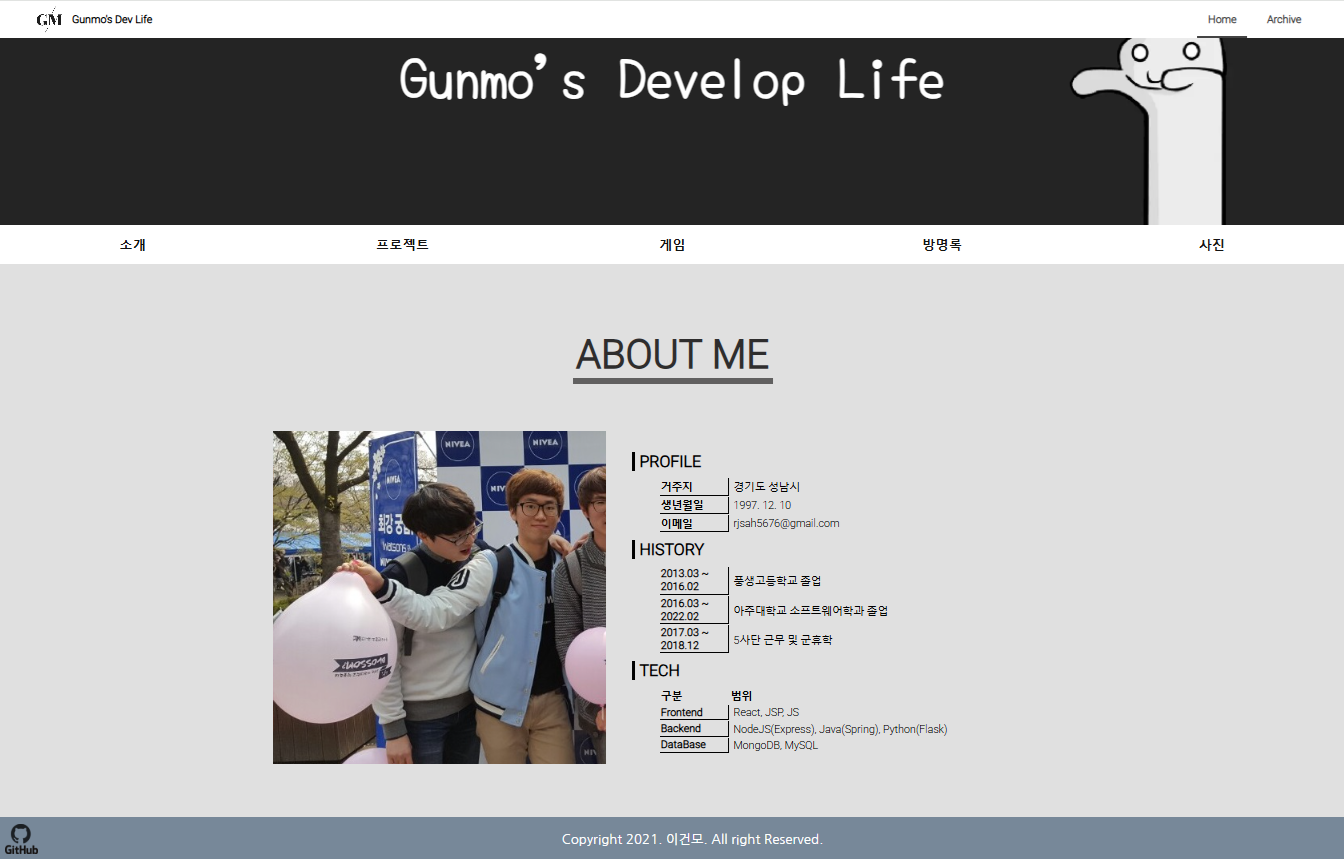 GM Gunmo's Dev Life Home Archive
Gunmo's Develop Life
소개 프로젝트 게임 방명록 사진
ABOUT ME
NIVEA NIVEA
NIVEA
최강
PROFILE
거주지 경기도 성남시
생년월일 1997. 12. 10
이메일 rjsah5676@gmail.com
HISTORY
2013.03 ~
2016.02 풍생고등학교 졸업
2016.03 ~
2022.02 아주대학교 소프트웨어학과 졸업
2017.03 ~
2018.12 5사단 근무 및 군휴학
TECH
구분 범위
Frontend React, JSP, JS
Backend NodeJS(Express), Java(Spring), Python(Flask)
DataBase MongoDB, MySQL
GitHub
Copyright 2021. 이건모. All right Reserved.